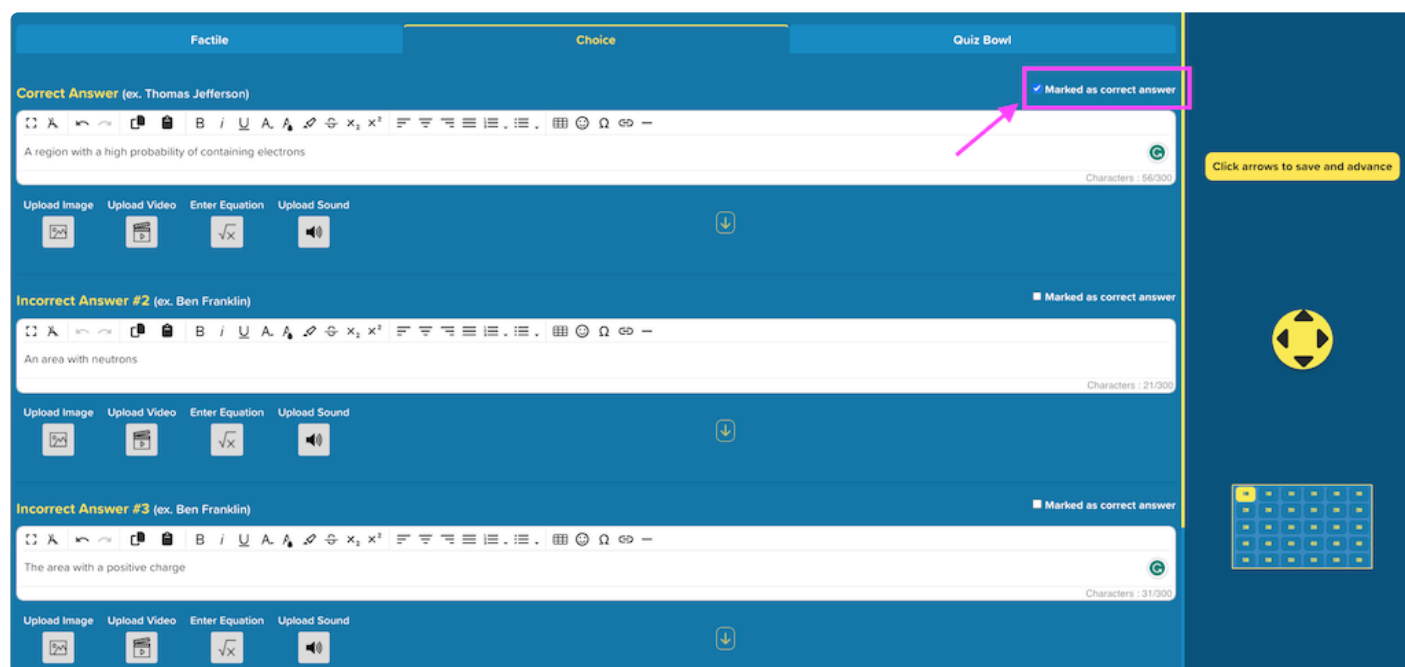 Factile Choice Quiz Bowl
Correct Answer (ex. Thomas Jefferson) Marked as correct answer
A region with a high probability of containing electrons
Characters : 56/300
Click arrows to save and advance
Upload Image Upload Video Enter Equation Upload Sound
Incorrect Answer #2 (ex. Ben Franklin) Marked as correct answer
An area with neutrons
Characters : 21/300
Upload Image Upload Video Enter Equation Upload Sound
Incorrect Answer #3 (ex. Ben Franklin) Marked as correct answer
The area with a positive charge
Characters : 31/300
Upload Image Upload Video Enter Equation Upload Sound